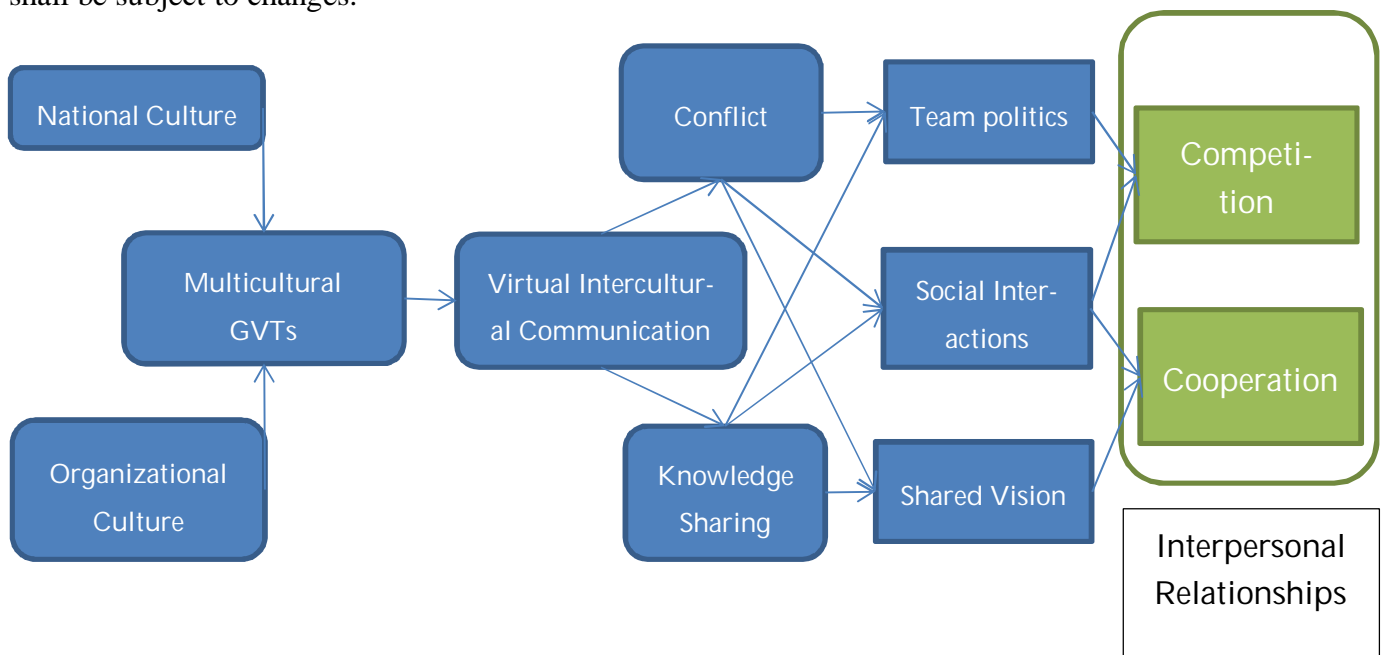 shall be subject to changes.
National Culture
Organizational
Culture
Multicultural
GVTs
Virtual Intercultur-
al Communication
Conflict
Knowledge
Sharing
Team politics
Social Inter-
actions
Shared Vision
Competi-
tion
Cooperation
Interpersonal
Relationships